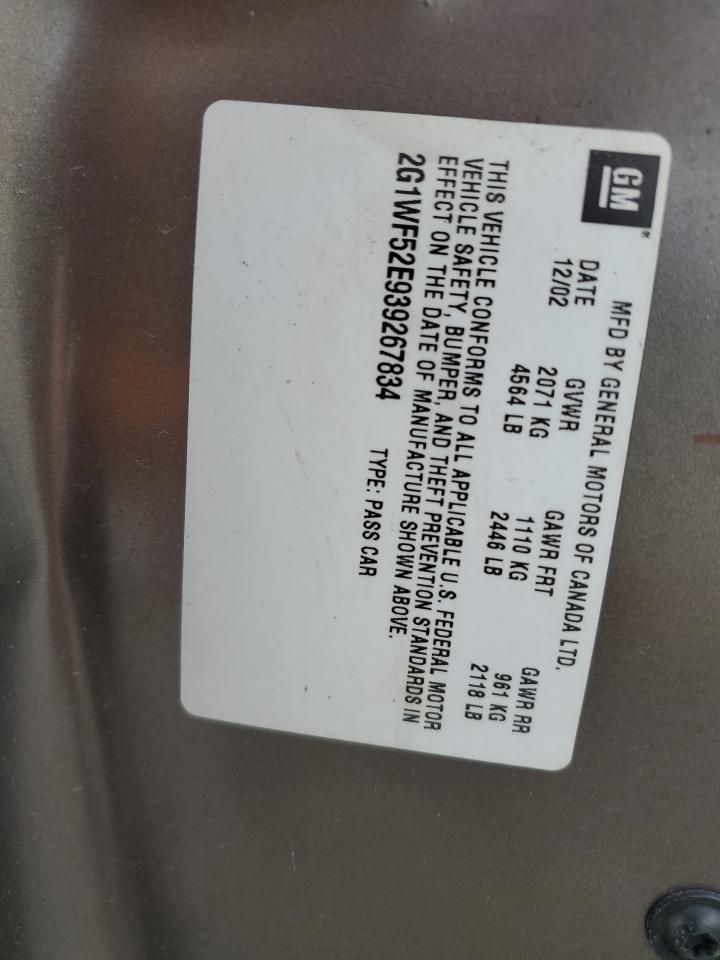 GM
MFD BY GENERAL MOTORS OF CANADA LTD.
DATE GVWR GAWR FRT GAWR RR
12/02 2071 KG 1110 KG 961 KG
4564 LB 2446 LB 2118 LB
THIS VEHICLE CONFORMS TO ALL APPLICABLE U.S. FEDERAL MOTOR
VEHICLE SAFETY, BUMPER, AND THEFT PREVENTION STANDARDS IN
EFFECT ON THE DATE OF MANUFACTURE SHOWN ABOVE.
2G1WF52E939267834 TYPE: PASS CAR